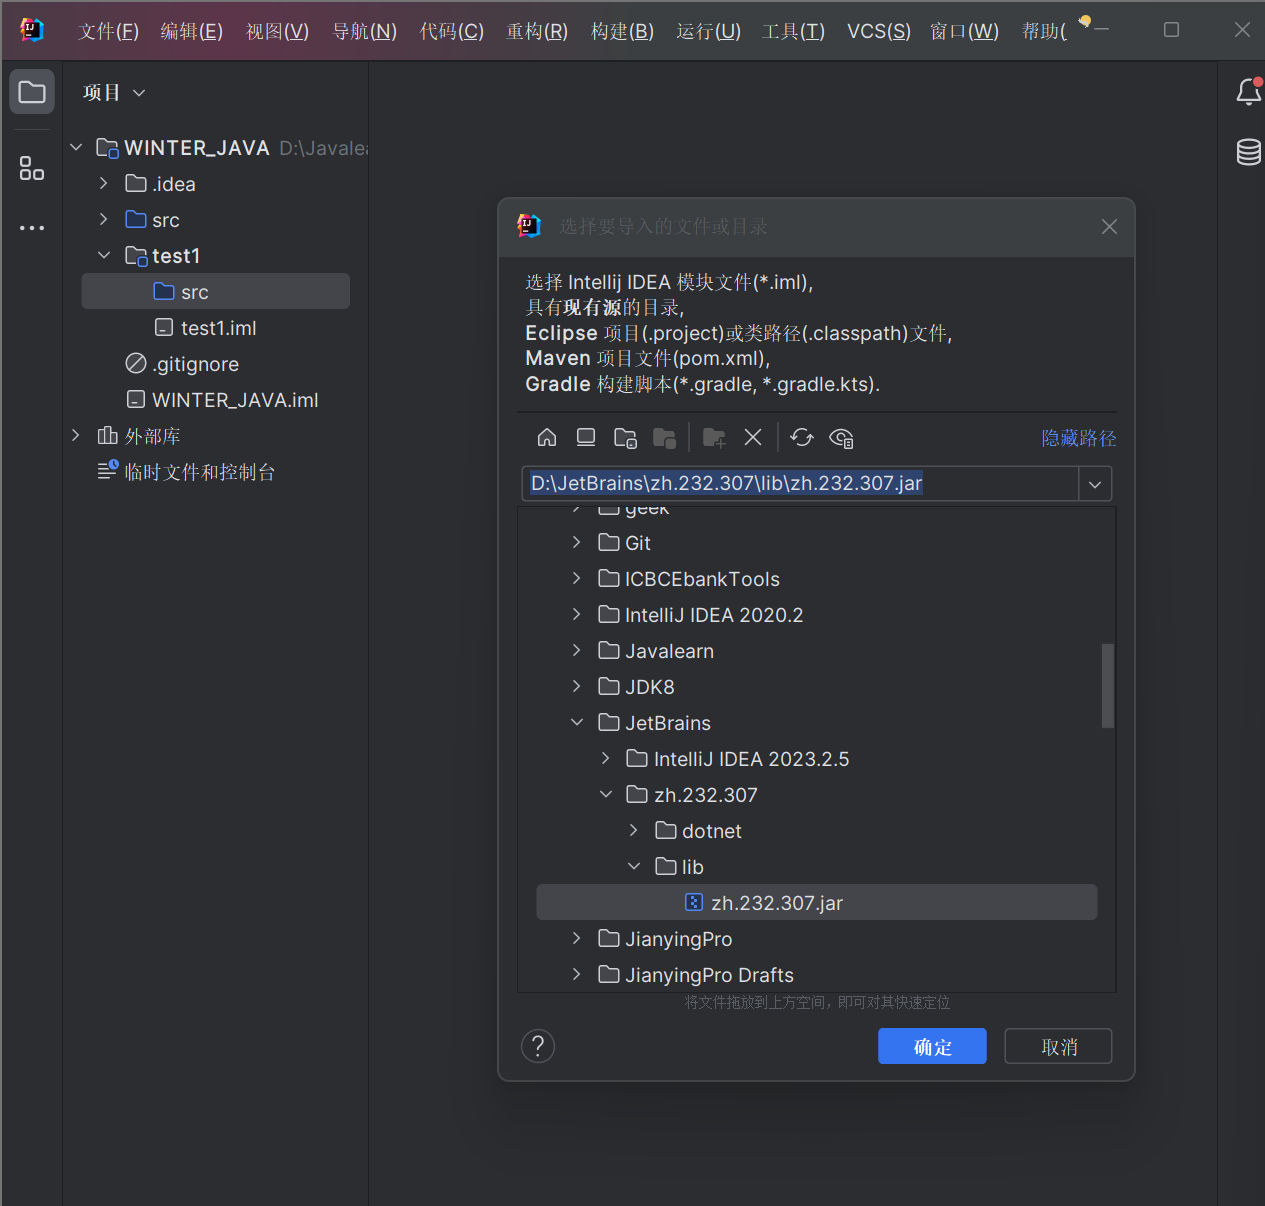 文件(F) 编辑(E) 视图(V) 导航(N) 代码(C) 重构(R) 构建(B) 运行(U) 工具(T) VCS(S) 窗口(W) 帮助(
项目
WINTER_JAVA D:\Javalea
.idea
src
test1
src
test1.iml
.gitignore
WINTER_JAVA.iml
外部库
临时文件和控制台
选择要导入的文件或目录
选择 Intellij IDEA 模块文件(*.iml),
具有现有源的目录,
Eclipse 项目(.project)或类路径(.classpath)文件,
Maven 项目文件(pom.xml),
Gradle 构建脚本(*.gradle, *.gradle.kts).
隐藏路径
D:\JetBrains\zh.232.307\lib\zh.232.307.jar
geek
Git
ICBCEbankTools
IntelliJ IDEA 2020.2
Javalearn
JDK8
JetBrains
IntelliJ IDEA 2023.2.5
zh.232.307
dotnet
lib
zh.232.307.jar
JianyingPro
JianyingPro Drafts
将文件拖放到上方空间，即可对其快速定位
? 确定 取消